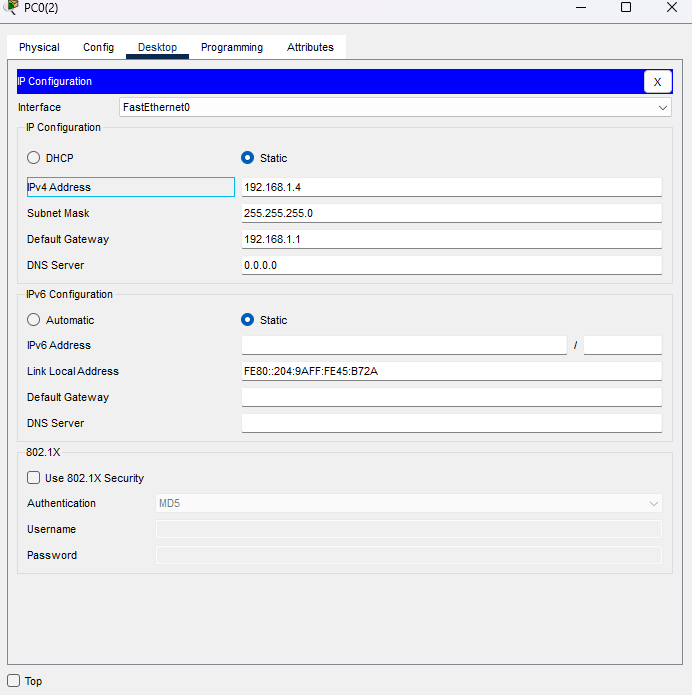 PC0(2)
Physical Config Desktop Programming Attributes
IP Configuration X
Interface FastEthernet0
IP Configuration
DHCP Static
IPv4 Address 192.168.1.4
Subnet Mask 255.255.255.0
Default Gateway 192.168.1.1
DNS Server 0.0.0.0
IPv6 Configuration
Automatic Static
IPv6 Address /
Link Local Address FE80::204:9AFF:FE45:B72A
Default Gateway
DNS Server
802.1X
Use 802.1X Security
Authentication MD5
Username
Password
Top